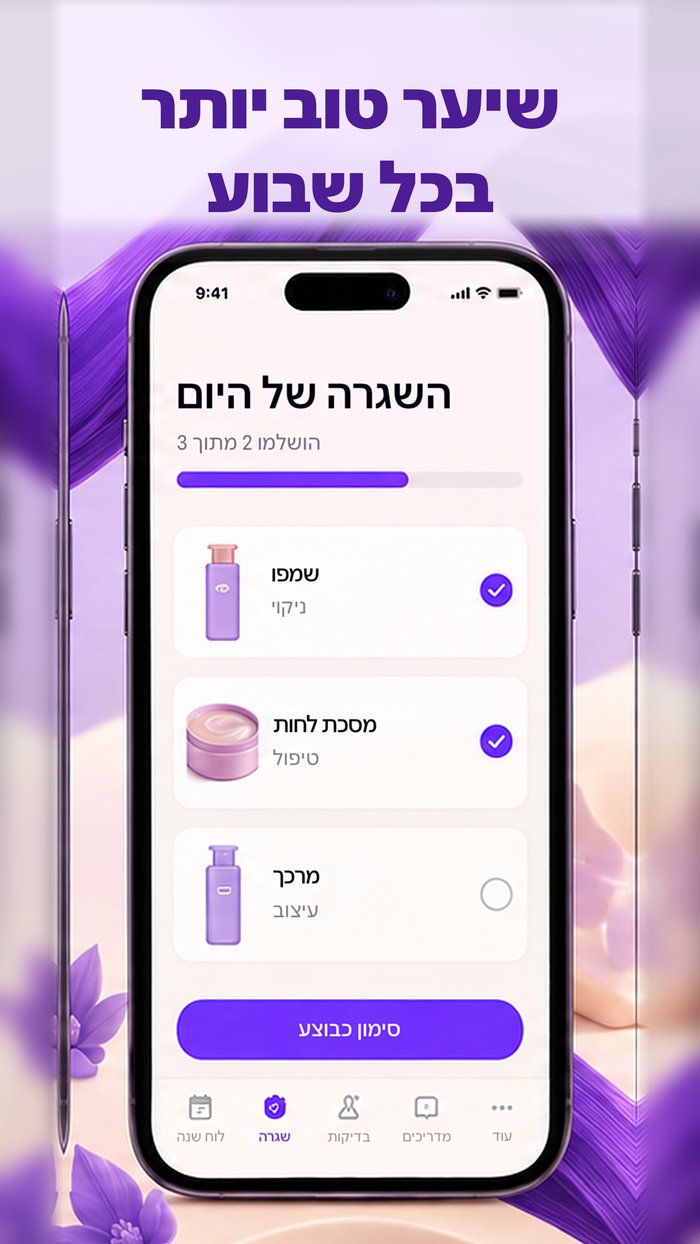 שיער טוב יותר
בכל שבוע
9:41
השגרה של היום
הושלמו 2 מתוך 3
שמפו
ניקוי
מסכת לחות
טיפול
מרכך
עיצוב
סימון כבוצע
לוח שנה
שגרה
בדיקות
מדריכים
עוד